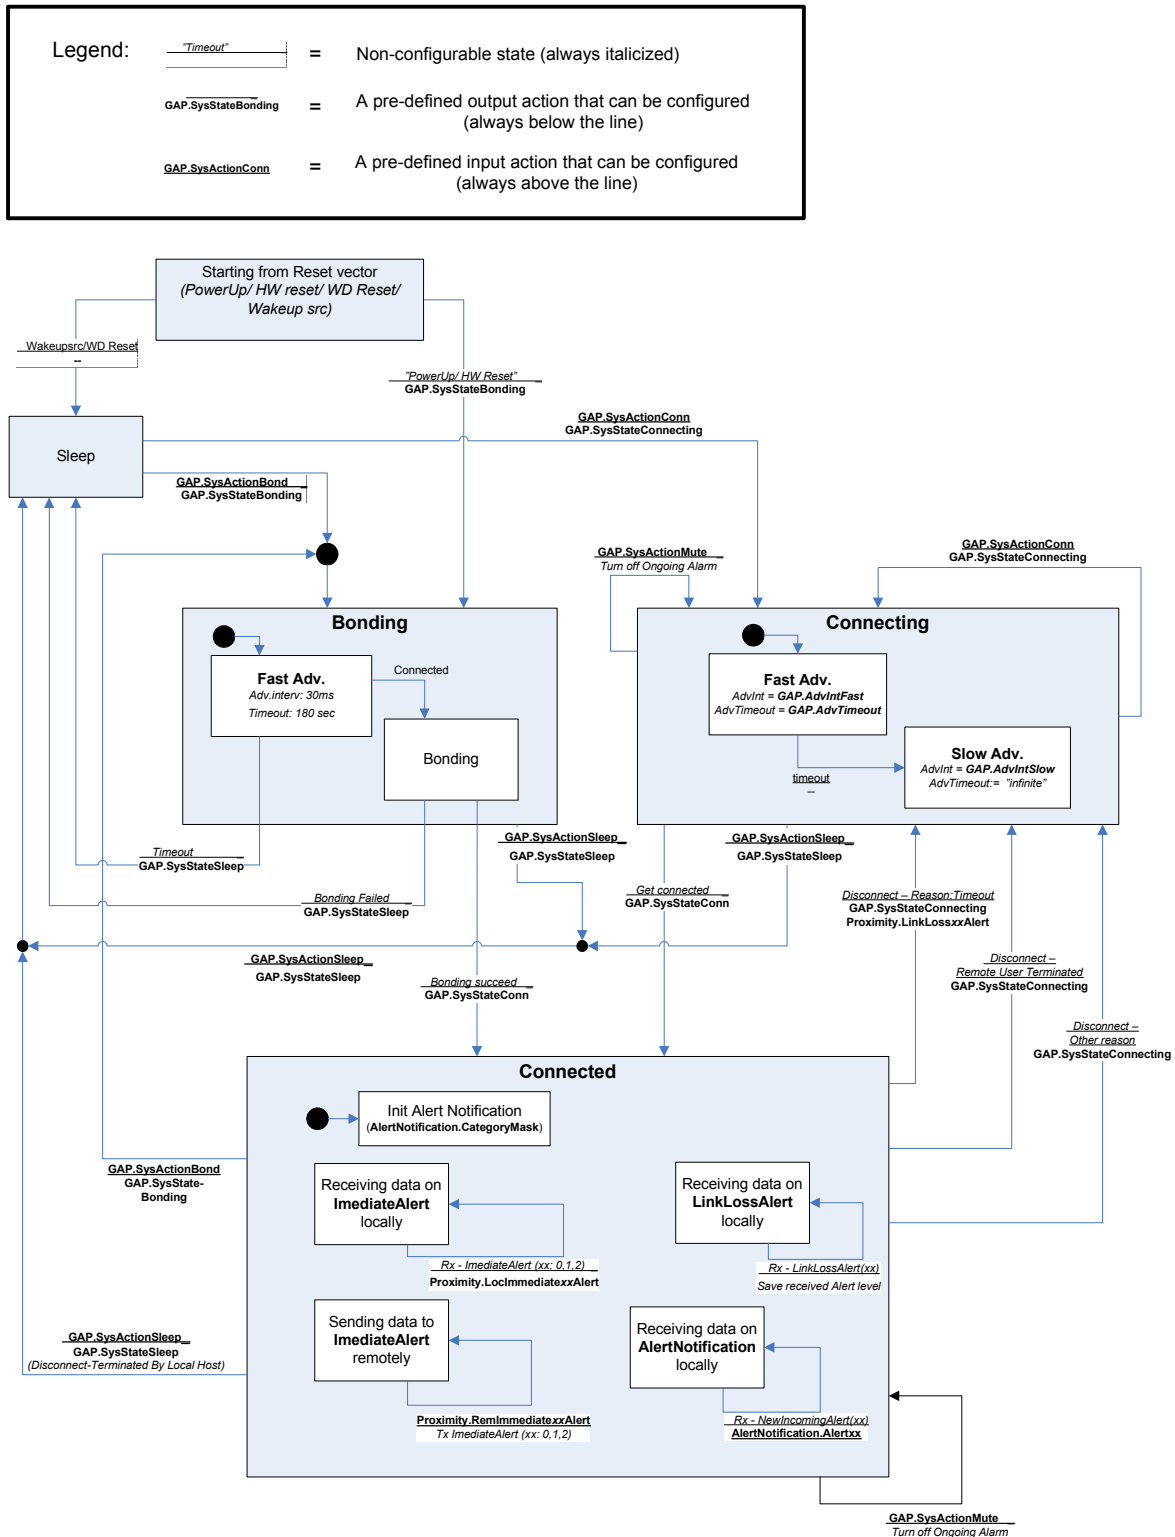 Legend:
"Timeout"
=
Non-configurable state (always italicized)
GAP.SysStateBonding
=
A pre-defined output action that can be configured
(always below the line)
GAP.SysActionConn
=
A pre-defined input action that can be configured
(always above the line)
Starting from Reset vector
(PowerUp/ HW reset/ WD Reset/
Wakeup src)
Wakeupsrc/WD Reset
--
"PowerUp/ HW Reset"
GAP.SysStateBonding
Sleep
GAP.SysActionConn
GAP.SysStateConnecting
GAP.SysActionBond
GAP.SysStateBonding
GAP.SysActionMute
Turn off Ongoing Alarm
GAP.SysActionConn
GAP.SysStateConnecting
Bonding
Fast Adv.
Adv.interv: 30ms
Timeout: 180 sec
Connected
Bonding
Connecting
Fast Adv.
AdvInt = GAP.AdvIntFast
AdvTimeout = GAP.AdvTimeout
Slow Adv.
AdvInt = GAP.AdvIntSlow
AdvTimeout:= "infinite"
timeout
--
Timeout
GAP.SysStateSleep
GAP.SysActionSleep
GAP.SysStateSleep
GAP.SysActionSleep
GAP.SysStateSleep
Bonding Failed
GAP.SysStateSleep
Get connected
GAP.SysStateConn
Disconnect – Reason:Timeout
GAP.SysStateConnecting
Proximity.LinkLossxxAlert
GAP.SysActionSleep
GAP.SysStateSleep
Bonding succeed
GAP.SysStateConn
Disconnect –
Remote User Terminated
GAP.SysStateConnecting
Disconnect –
Other reason
GAP.SysStateConnecting
Connected
Init Alert Notification
(AlertNotification.CategoryMask)
GAP.SysActionBond
GAP.SysState-
Bonding
Receiving data on
ImediateAlert
locally
Rx - ImediateAlert (xx: 0,1,2)
Proximity.LocImmediatexxAlert
Receiving data on
LinkLossAlert
locally
Rx - LinkLossAlert(xx)
Save received Alert level
GAP.SysActionSleep
GAP.SysStateSleep
(Disconnect-Terminated By Local Host)
Sending data to
ImediateAlert
remotely
Proximity.RemImmediatexxAlert
Tx ImediateAlert (xx: 0,1,2)
Receiving data on
AlertNotification
locally
Rx - NewIncomingAlert(xx)
AlertNotification.Alertxx
GAP.SysActionMute
Turn off Ongoing Alarm